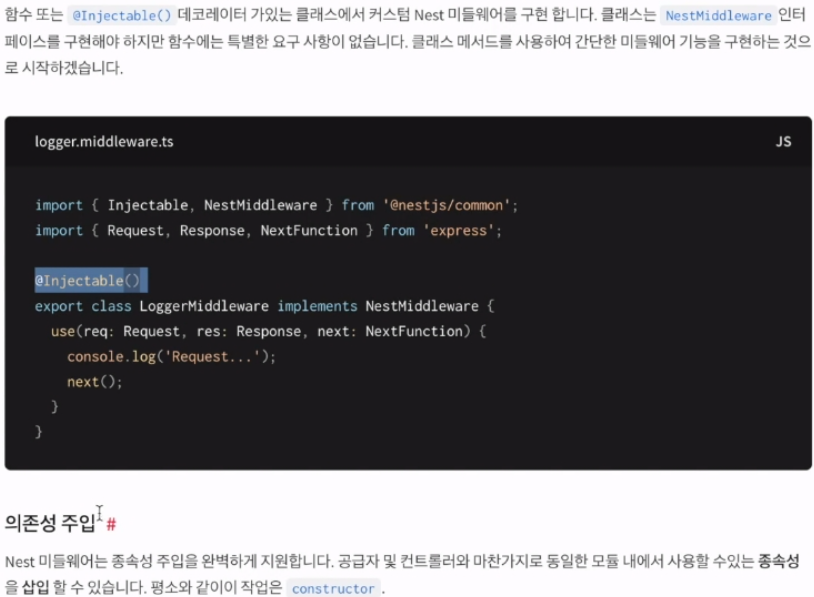 함수 또는 @Injectable() 데코레이터 가있는 클래스에서 커스텀 Nest 미들웨어를 구현 합니다. 클래스는 NestMiddleware 인터
페이스를 구현해야 하지만 함수에는 특별한 요구 사항이 없습니다. 클래스 메서드를 사용하여 간단한 미들웨어 기능을 구현하는 것으
로 시작하겠습니다.
logger.middleware.ts JS
import { Injectable, NestMiddleware } from '@nestjs/common';
import { Request, Response, NextFunction } from 'express';
@Injectable()
export class LoggerMiddleware implements NestMiddleware {
use(req: Request, res: Response, next: NextFunction) {
console.log('Request...');
next();
}
}
의존성 주입 #
Nest 미들웨어는 종속성 주입을 완벽하게 지원합니다. 공급자 및 컨트롤러와 마찬가지로 동일한 모듈 내에서 사용할 수있는 종속성
을 삽입 할 수 있습니다. 평소와 같이이 작업은 constructor .